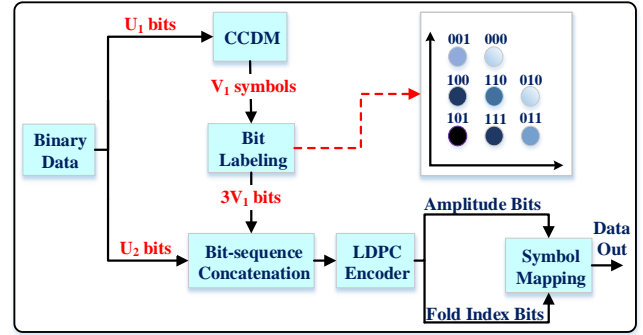 U1 bits
CCDM
V1 symbols
Binary
Data
Bit
Labeling
3V1 bits
U2 bits
Bit-sequence
Concatenation
LDPC
Encoder
Amplitude Bits
Fold Index Bits
Symbol
Mapping
Data
Out
001 000
100 110 010
101 111 011